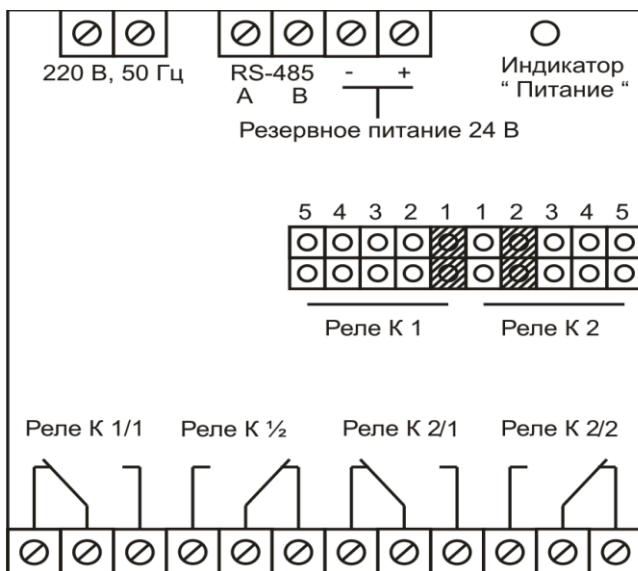 220 В, 50 Гц
RS-485
А В
- +
Резервное питание 24 В
Индикатор
“ Питание “
5 4 3 2 1 1 2 3 4 5
Реле К 1
Реле К 2
Реле К 1/1
Реле К ½
Реле К 2/1
Реле К 2/2